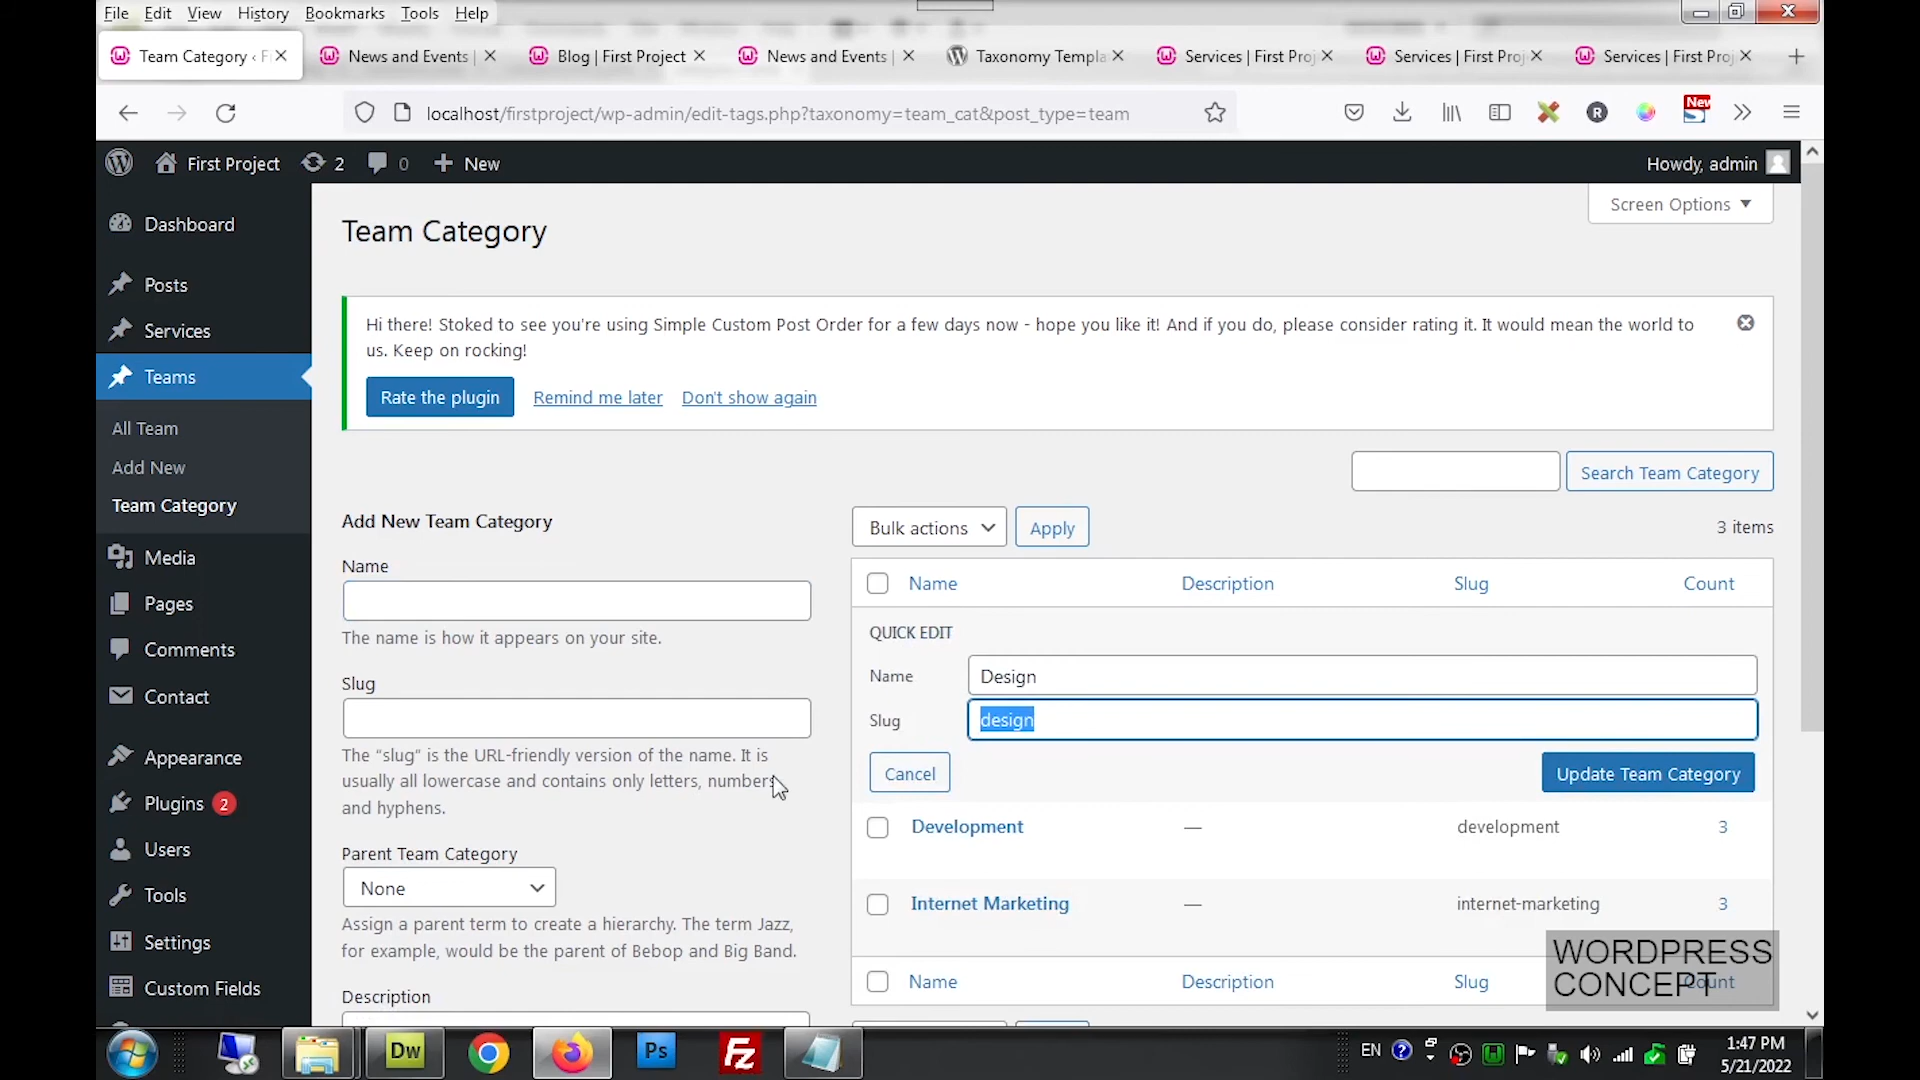 File Edit View History Bookmarks Tools Help
Team Category ‹ F
News and Events |
Blog | First Project
News and Events |
Taxonomy Templa
Services | First Proj
Services | First Proj
Services | First Proj
localhost/firstproject/wp-admin/edit-tags.php?taxonomy=team_cat&post_type=team
R
New
First Project
2
0
New
Howdy, admin
Dashboard
Posts
Services
Teams
All Team
Add New
Team Category
Media
Pages
Comments
Contact
Appearance
Plugins 2
Users
Tools
Settings
Custom Fields
Screen Options
Team Category
Hi there! Stoked to see you're using Simple Custom Post Order for a few days now - hope you like it! And if you do, please consider rating it. It would mean the world to
us. Keep on rocking!
Rate the plugin Remind me later Don't show again
Search Team Category
Add New Team Category
Name
The name is how it appears on your site.
Slug
The “slug” is the URL-friendly version of the name. It is
usually all lowercase and contains only letters, numbers,
and hyphens.
Parent Team Category
None
Assign a parent term to create a hierarchy. The term Jazz,
for example, would be the parent of Bebop and Big Band.
Description
Bulk actions Apply 3 items
Name Description Slug Count
QUICK EDIT
Name Design
Slug design
Cancel Update Team Category
Development — development 3
Internet Marketing — internet-marketing 3
Name Description Slug Count
WORDPRESS
CONCEPT
Dw
Ps
Fz
EN
1:47 PM
5/21/2022